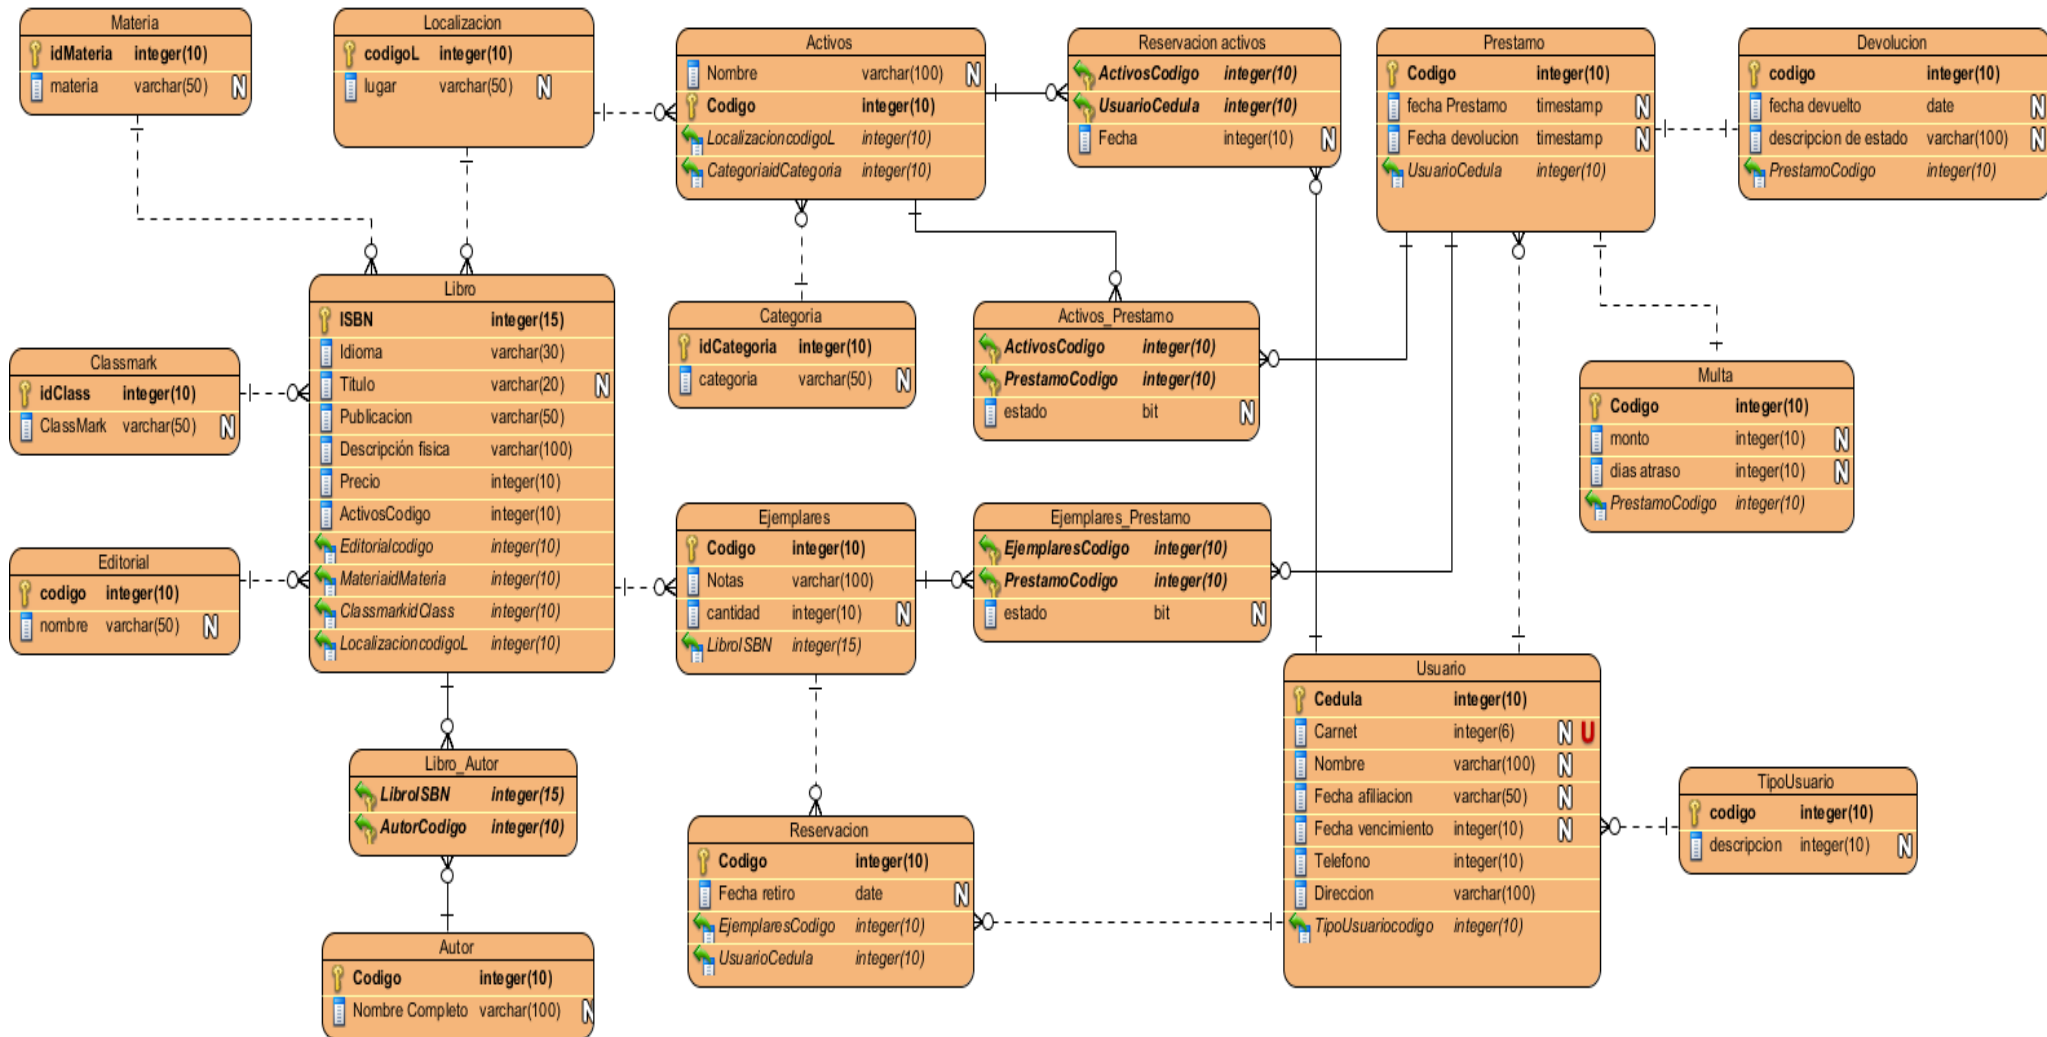 Materia
idMateria integer(10)
materia varchar(50) N
Localizacion
codigoL integer(10)
lugar varchar(50) N
Activos
Nombre varchar(100) N
Codigo integer(10)
LocalizacioncodigoL integer(10)
CategoriaidCategoria integer(10)
Reservacion activos
ActivosCodigo integer(10)
UsuarioCedula integer(10)
Fecha integer(10) N
Prestamo
Codigo integer(10)
fecha Prestamo timestamp N
Fecha devolucion timestamp N
UsuarioCedula integer(10)
Devolucion
codigo integer(10)
fecha devuelto date N
descripcion de estado varchar(100) N
PrestamoCodigo integer(10)
Libro
ISBN integer(15)
Idioma varchar(30)
Titulo varchar(20) N
Publicacion varchar(50)
Descripción fisica varchar(100)
Precio integer(10)
ActivosCodigo integer(10)
Editorialcodigo integer(10)
MateriaidMateria integer(10)
ClassmarkidClass integer(10)
LocalizacioncodigoL integer(10)
Classmark
idClass integer(10)
ClassMark varchar(50) N
Categoria
idCategoria integer(10)
categoria varchar(50) N
Activos_Prestamo
ActivosCodigo integer(10)
PrestamoCodigo integer(10)
estado bit N
Multa
Codigo integer(10)
monto integer(10) N
dias atraso integer(10) N
PrestamoCodigo integer(10)
Editorial
codigo integer(10)
nombre varchar(50) N
Ejemplares
Codigo integer(10)
Notas varchar(100)
cantidad integer(10) N
LibroISBN integer(15)
Ejemplares_Prestamo
EjemplaresCodigo integer(10)
PrestamoCodigo integer(10)
estado bit N
Usuario
Cedula integer(10)
Carnet integer(6) N U
Nombre varchar(100) N
Fecha afiliacion varchar(50) N
Fecha vencimiento integer(10) N
Telefono integer(10)
Direccion varchar(100)
TipoUsuariocodigo integer(10)
TipoUsuario
codigo integer(10)
descripcion integer(10) N
Libro_Autor
LibroISBN integer(15)
AutorCodigo integer(10)
Reservacion
Codigo integer(10)
Fecha retiro date N
EjemplaresCodigo integer(10)
UsuarioCedula integer(10)
Autor
Codigo integer(10)
Nombre Completo varchar(100) N